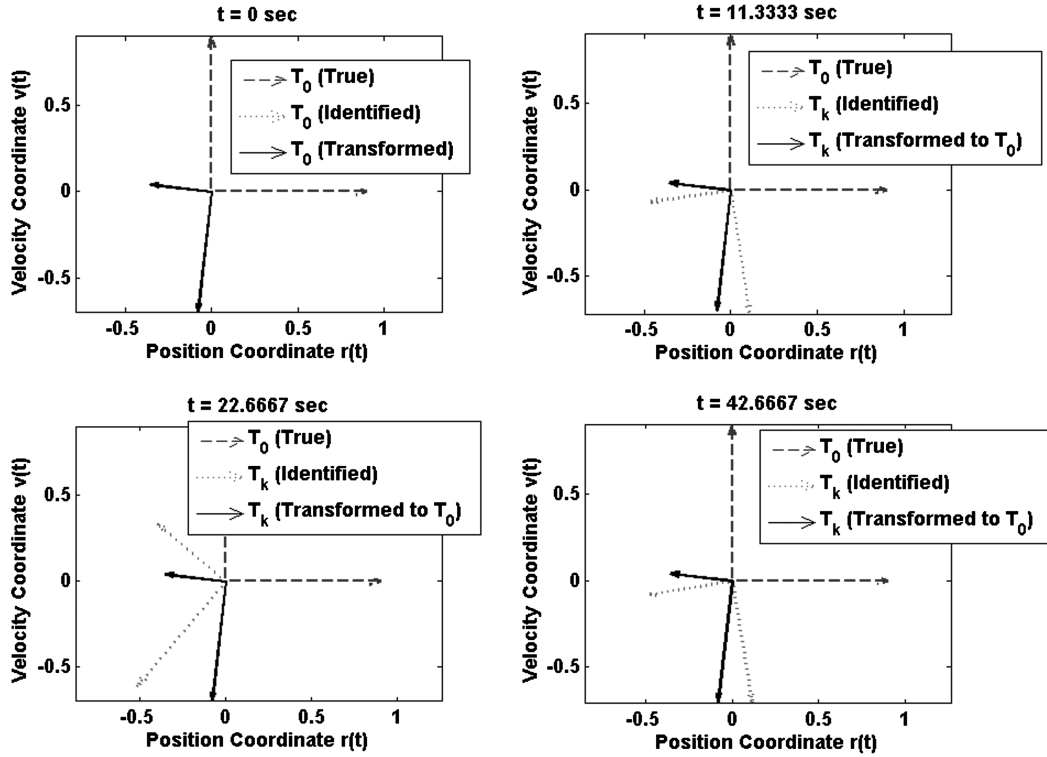 t = 0 sec
T0 (True)
T0 (Identified)
T0 (Transformed)
Velocity Coordinate v(t)
0.5
0
-0.5
-0.5 0 0.5 1
Position Coordinate r(t)
t = 11.3333 sec
T0 (True)
Tk (Identified)
Tk (Transformed to T0)
Velocity Coordinate v(t)
0.5
0
-0.5
-0.5 0 0.5 1
Position Coordinate r(t)
t = 22.6667 sec
T0 (True)
Tk (Identified)
Tk (Transformed to T0)
Velocity Coordinate v(t)
0.5
0
-0.5
-0.5 0 0.5 1
Position Coordinate r(t)
t = 42.6667 sec
T0 (True)
Tk (Identified)
Tk (Transformed to T0)
Velocity Coordinate v(t)
0.5
0
-0.5
-0.5 0 0.5 1
Position Coordinate r(t)